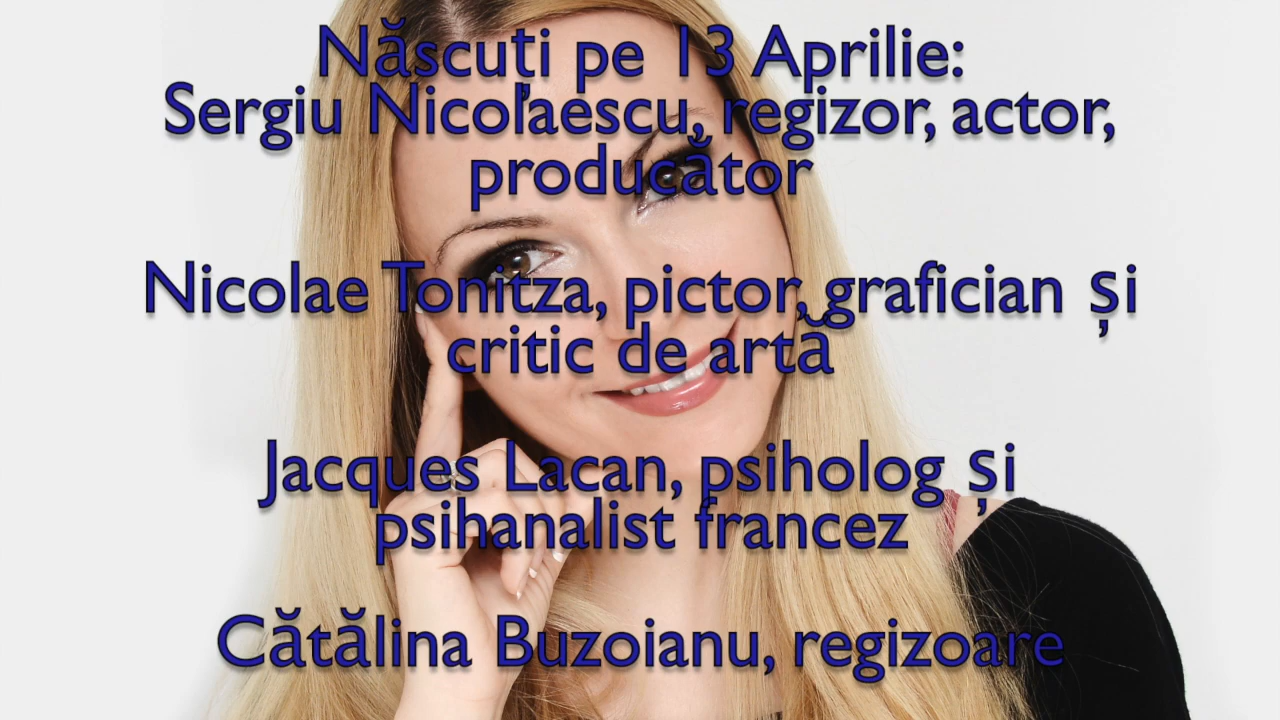 Născuți pe 13 Aprilie:
Sergiu Nicolaescu, regizor, actor,
producător
Nicolae Tonitza, pictor, grafician și
critic de artă
Jacques Lacan, psiholog și
psihanalist francez
Cătălina Buzoianu, regizoare